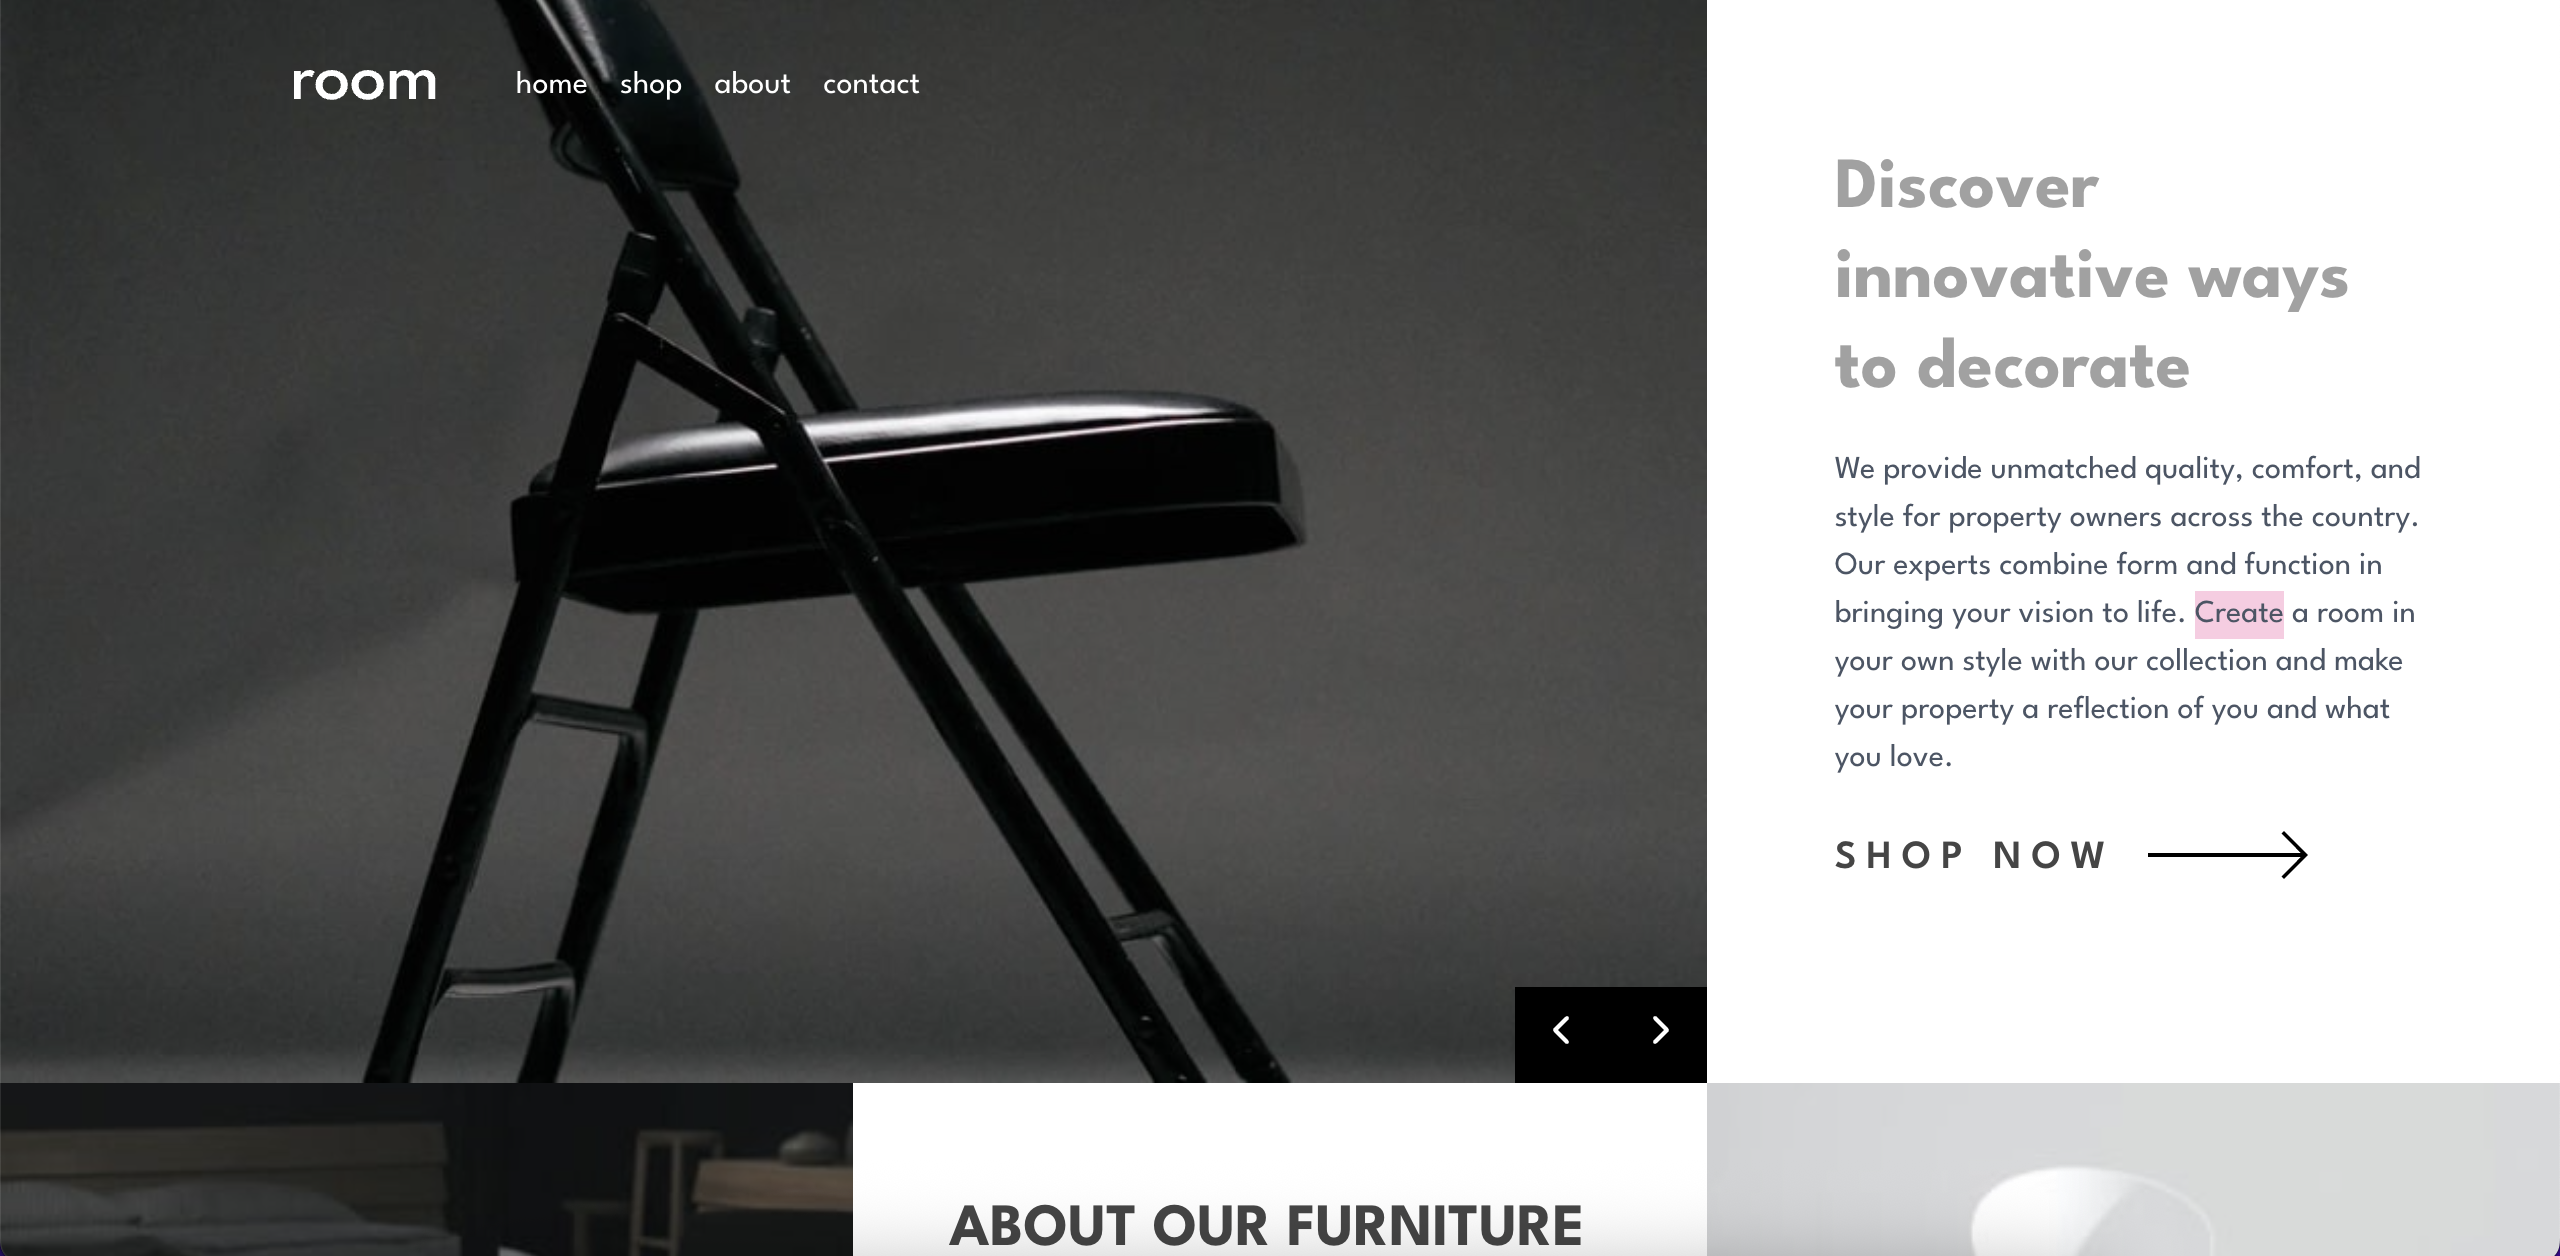 room
home shop about contact
Discover
innovative ways
to decorate
We provide unmatched quality, comfort, and
style for property owners across the country.
Our experts combine form and function in
bringing your vision to life. Create a room in
your own style with our collection and make
your property a reflection of you and what
you love.
SHOP NOW
ABOUT OUR FURNITURE